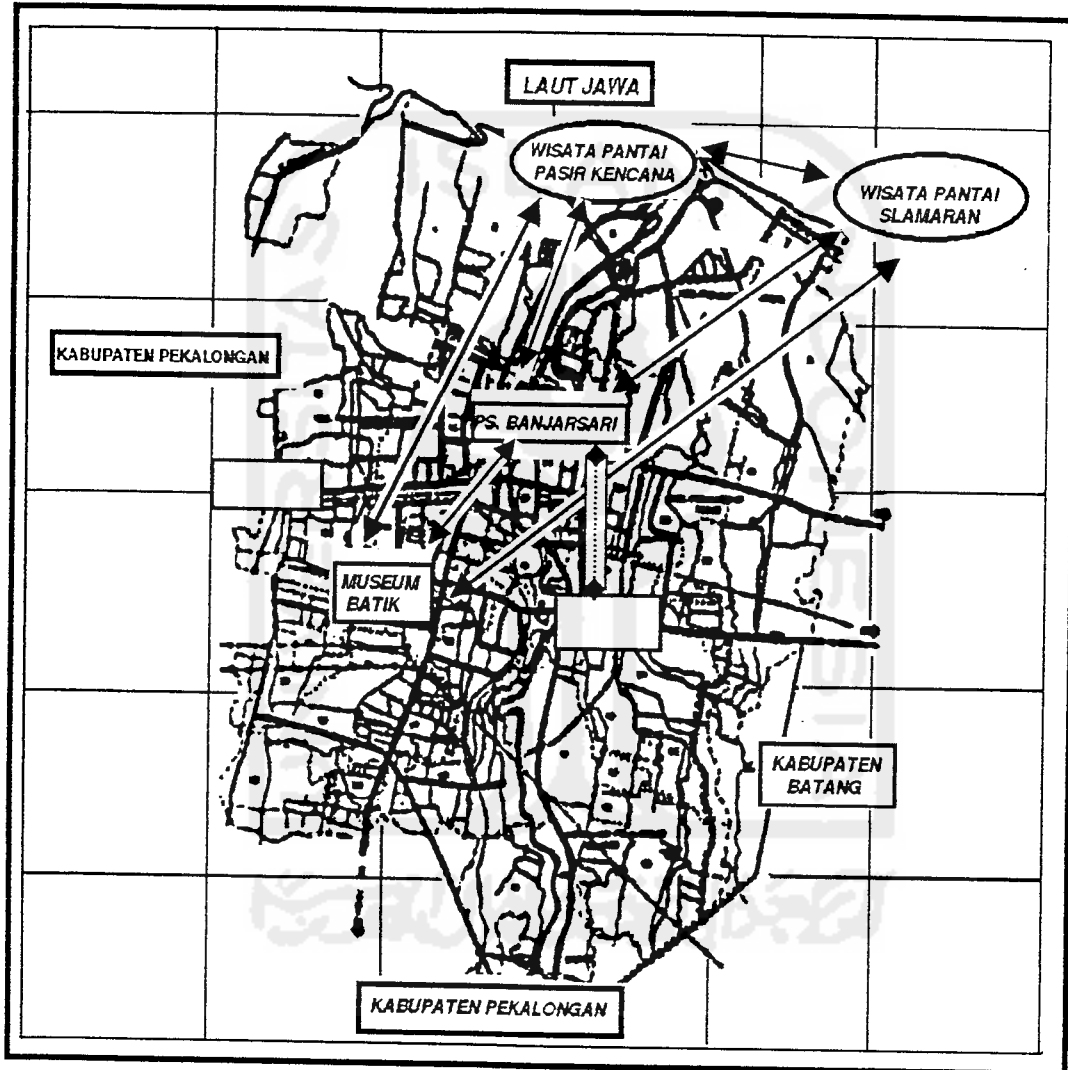 LAUT JAWA
WISATA PANTAI
PASIR KENCANA
WISATA PANTAI
SLAMARAN
KABUPATEN PEKALONGAN
PS. BANJARSARI
MUSEUM
BATIK
KABUPATEN
BATANG
KABUPATEN PEKALONGAN